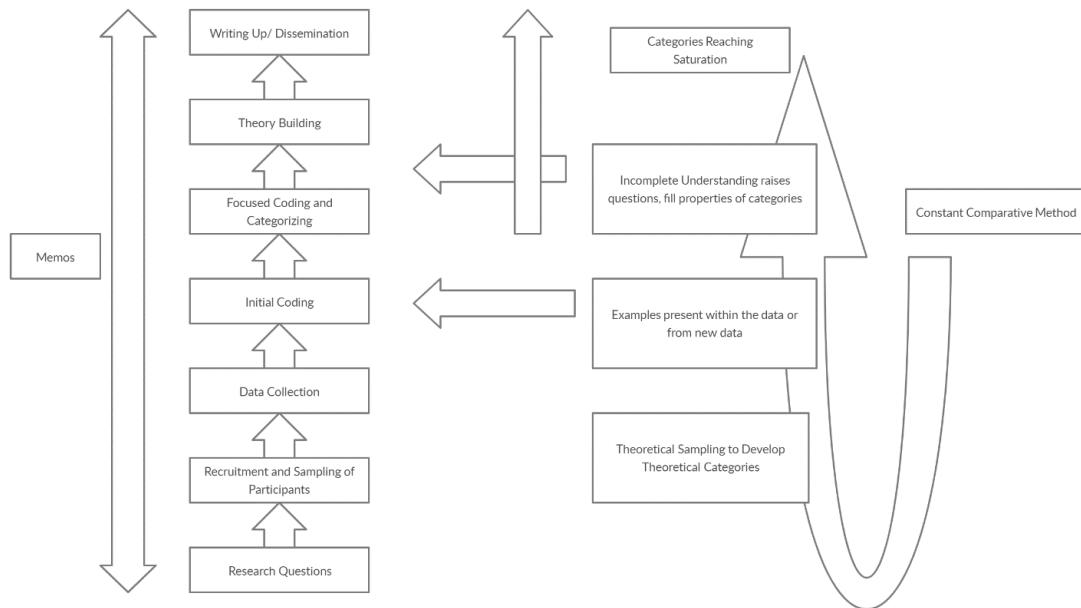 Writing Up/ Dissemination
Theory Building
Focused Coding and
Categorizing
Initial Coding
Data Collection
Recruitment and Sampling of
Participants
Research Questions
Memos
Categories Reaching
Saturation
Incomplete Understanding raises
questions, fill properties of categories
Examples present within the data or
from new data
Theoretical Sampling to Develop
Theoretical Categories
Constant Comparative Method